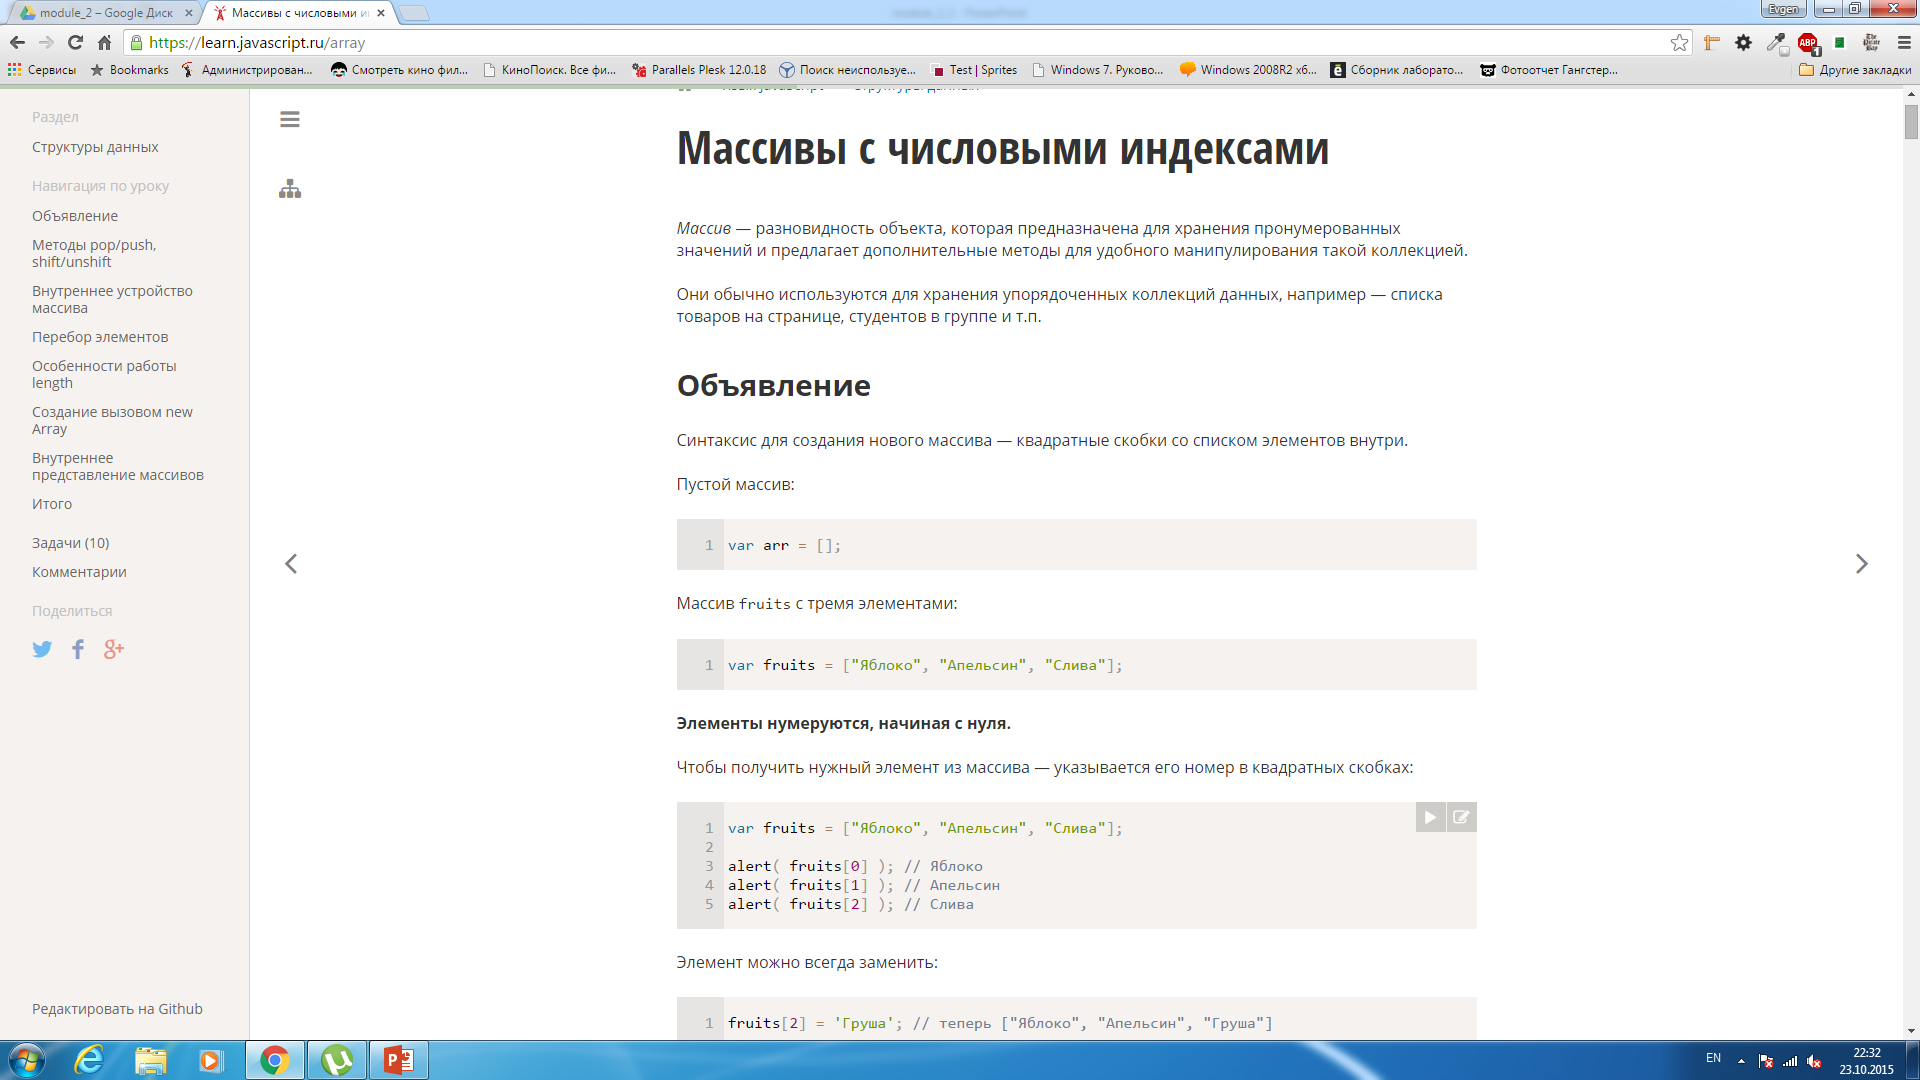 module_2 – Google Диск
Массивы с числовыми и
Evgen
https://learn.javascript.ru/array
ABP
1
Сервисы
Bookmarks
Администрирован...
Смотреть кино фил...
КиноПоиск. Все фи...
Parallels Plesk 12.0.18
Поиск неиспользуе...
Test | Sprites
Windows 7. Руково...
Windows 2008R2 хб...
Сборник лаборато...
Фотоотчет Гангстер...
Другие закладки
Раздел
Структуры данных
Навигация по уроку
Объявление
Методы pop/push,
shift/unshift
Внутреннее устройство
массива
Перебор элементов
Особенности работы
length
Создание вызовом new
Array
Внутреннее
представление массивов
Итого
Задачи (10)
Комментарии
Поделиться
Редактировать на Github
Массивы с числовыми индексами
Массив — разновидность объекта, которая предназначена для хранения пронумерованных
значений и предлагает дополнительные методы для удобного манипулирования такой коллекцией.
Они обычно используются для хранения упорядоченных коллекций данных, например — списка
товаров на странице, студентов в группе и т.п.
Объявление
Синтаксис для создания нового массива — квадратные скобки со списком элементов внутри.
Пустой массив:
1 var arr = [];
Массив fruits с тремя элементами:
1 var fruits = ["Яблоко", "Апельсин", "Слива"];
Элементы нумеруются, начиная с нуля.
Чтобы получить нужный элемент из массива — указывается его номер в квадратных скобках:
1 var fruits = ["Яблоко", "Апельсин", "Слива"];
2
3 alert( fruits[0] ); // Яблоко
4 alert( fruits[1] ); // Апельсин
5 alert( fruits[2] ); // Слива
Элемент можно всегда заменить:
1 fruits[2] = 'Груша'; // теперь ["Яблоко", "Апельсин", "Груша"]
EN
22:32
23.10.2015